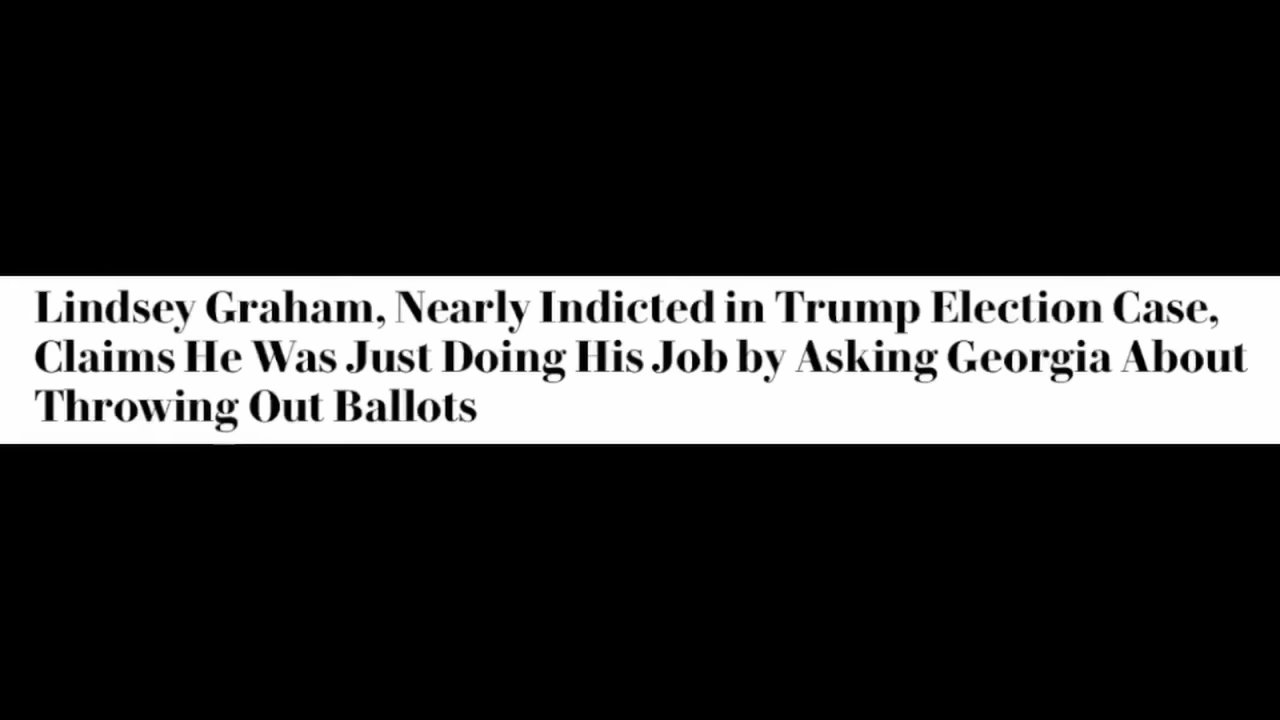 Lindsey Graham, Nearly Indicted in Trump Election Case,
Claims He Was Just Doing His Job by Asking Georgia About
Throwing Out Ballots